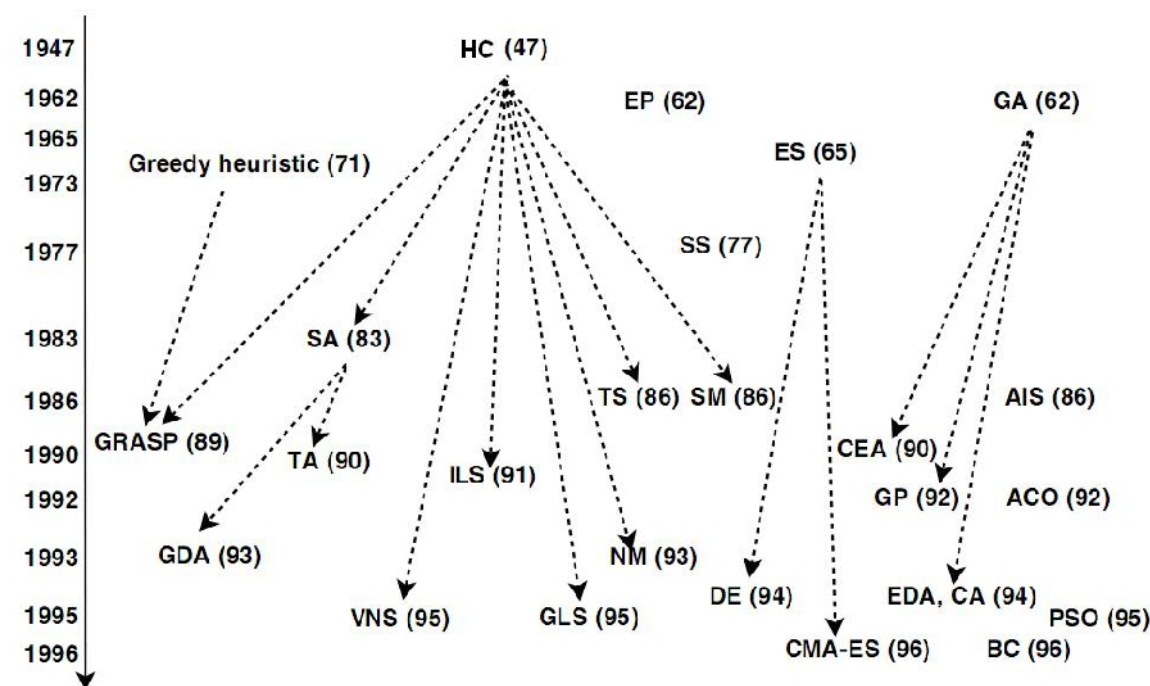 1947
HC (47)
1962
EP (62)
GA (62)
1965
ES (65)
Greedy heuristic (71)
1973
SS (77)
1977
1983
SA (83)
1986
TS (86)
SM (86)
AIS (86)
GRASP (89)
1990
TA (90)
ILS (91)
CEA (90)
1992
GP (92)
ACO (92)
1993
GDA (93)
NM (93)
DE (94)
EDA, CA (94)
1995
VNS (95)
GLS (95)
PSO (95)
1996
CMA-ES (96)
BC (96)